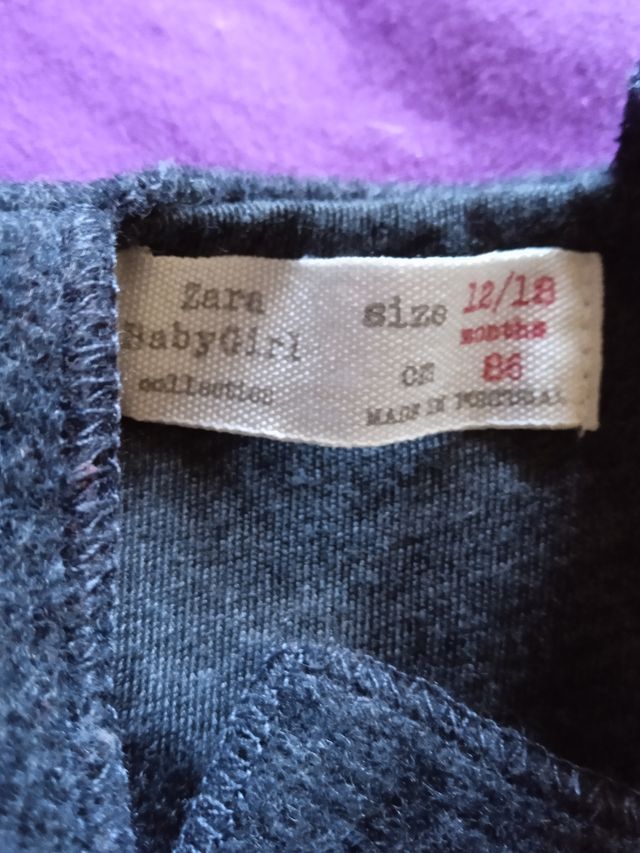 Zara
BabyGirl
collection
size 12/18
months
cm 86
MADE IN PORTUGAL